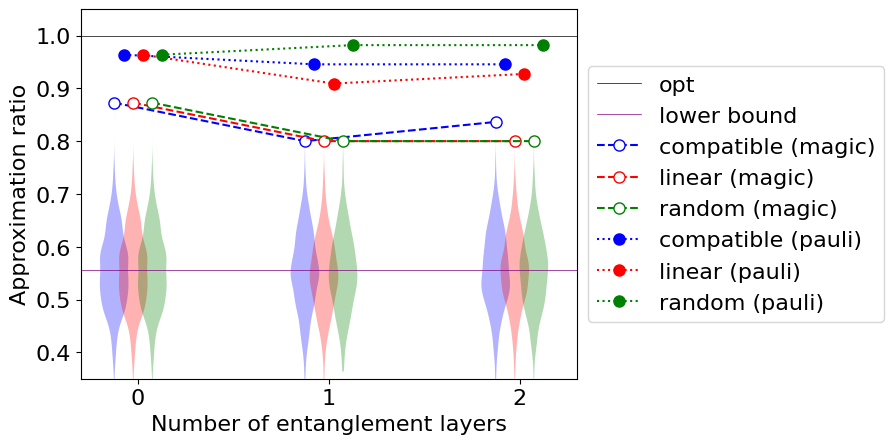 1.0
0.9
0.8
0.7
0.6
0.5
0.4
Approximation ratio
0 1 2
Number of entanglement layers
opt
lower bound
compatible (magic)
linear (magic)
random (magic)
compatible (pauli)
linear (pauli)
random (pauli)